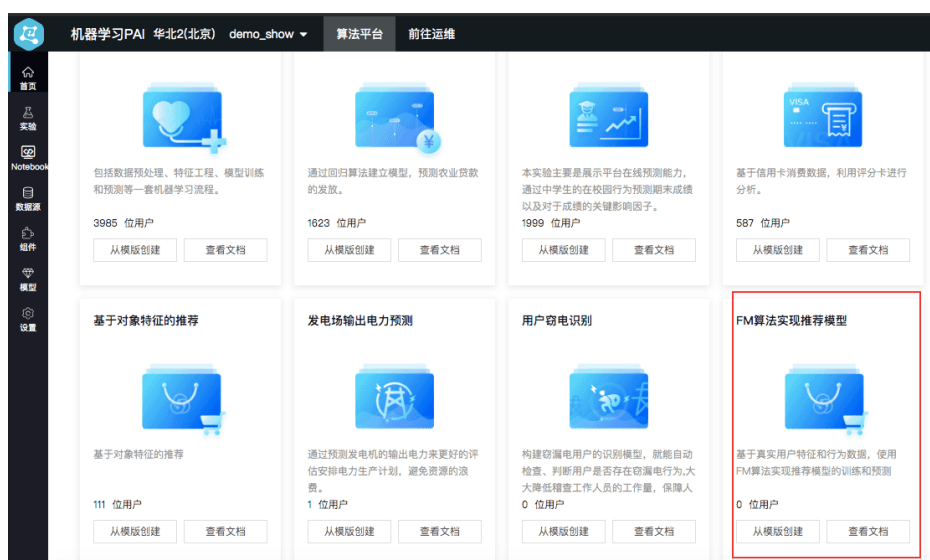 机器学习PAI 华北2(北京) demo_show 算法平台 前往运维
首页
实验
Notebook
数据源
组件
模型
设置
包括数据预处理、特征工程、模型训练
和预测等一套机器学习流程。
3985 位用户
从模版创建 查看文档
通过回归算法建立模型，预测农业贷款
的发放。
1623 位用户
从模版创建 查看文档
本实验主要是展示平台在线预测能力，
通过中学生的在校园行为预测期末成绩
以及对于成绩的关键影响因子。
1999 位用户
从模版创建 查看文档
VISA
基于信用卡消费数据，利用评分卡进行
分析。
587 位用户
从模版创建 查看文档
基于对象特征的推荐
基于对象特征的推荐
111 位用户
从模版创建 查看文档
发电场输出电力预测
通过预测发电机的输出电力来更好的评
估安排电力生产计划，避免资源的浪
费。
1 位用户
从模版创建 查看文档
用户窃电识别
构建窃漏电用户的识别模型，就能自动
检查、判断用户是否存在窃漏电行为,大
大降低稽查工作人员的工作量，保障人
0 位用户
从模版创建 查看文档
FM算法实现推荐模型
基于真实用户特征和行为数据，使用
FM算法实现推荐模型的训练和预测
0 位用户
从模版创建 查看文档